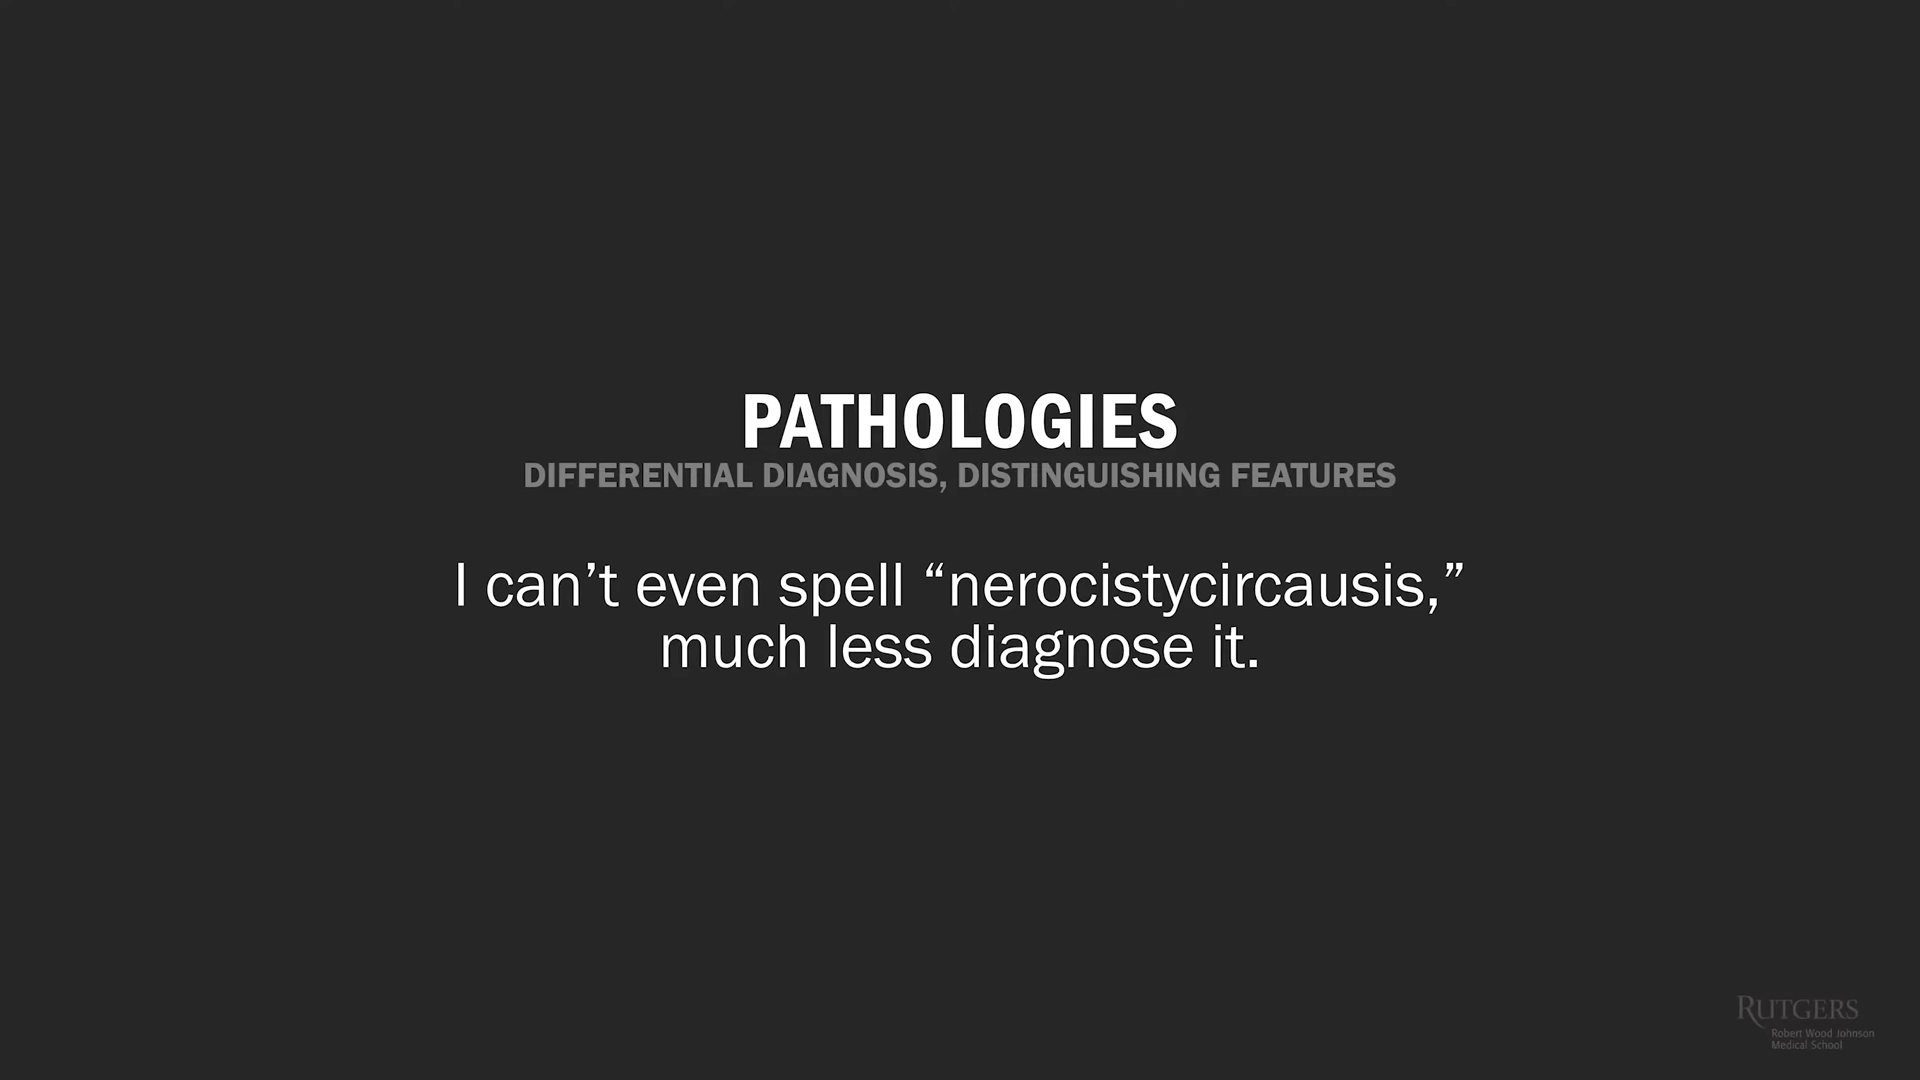 PATHOLOGIES
DIFFERENTIAL DIAGNOSIS, DISTINGUISHING FEATURES
I can’t even spell “nerocistycircausis,”
much less diagnose it.
RUTGERS
Robert Wood Johnson
Medical School